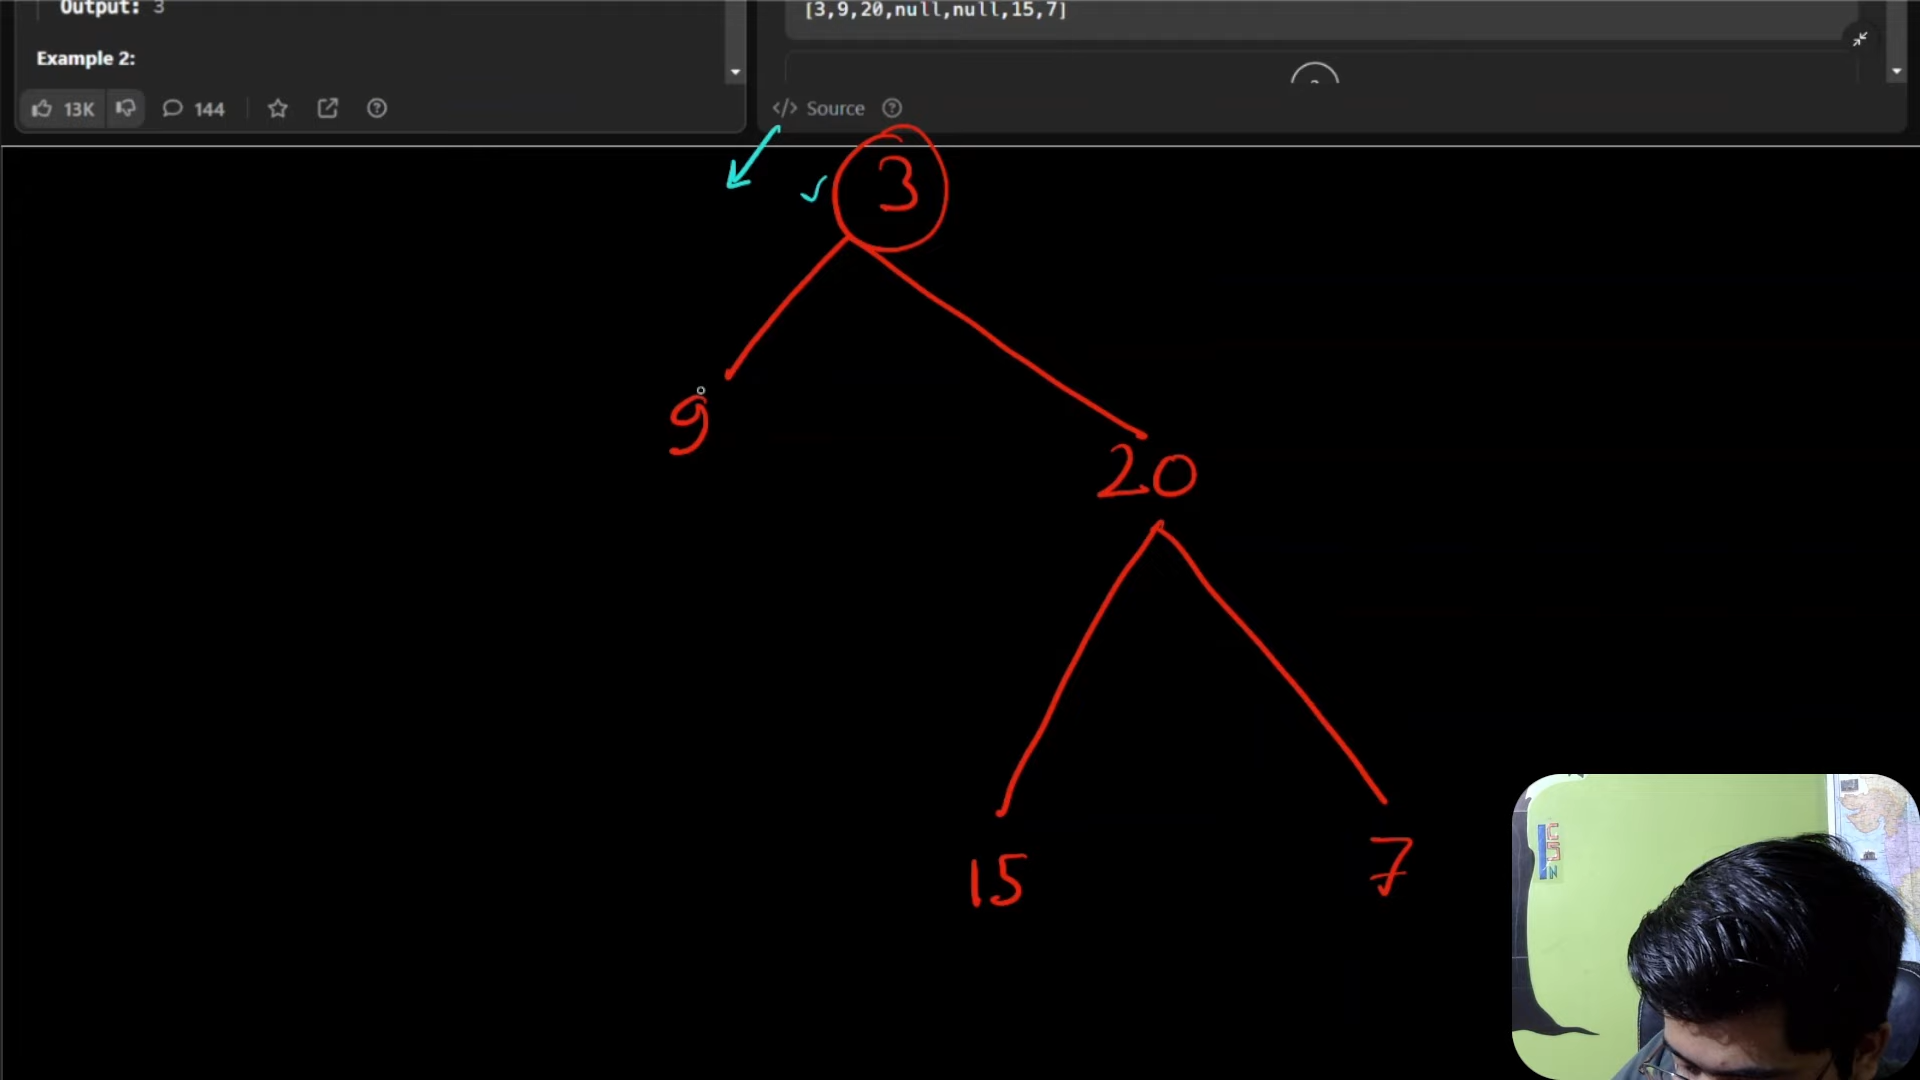 Output: 3
[3,9,20,null,null,15,7]
Example 2:
13K
144
</> Source
3
9
20
15
7